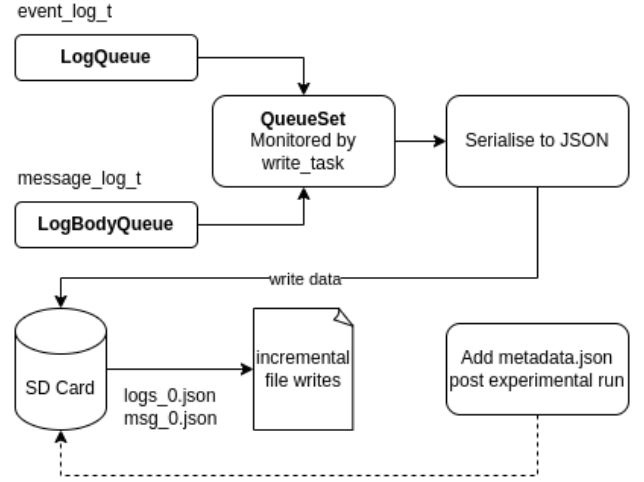 event_log_t
LogQueue
QueueSet
Monitored by
write_task
Serialise to JSON
message_log_t
LogBodyQueue
write data
SD Card
logs_0.json
msg_0.json
incremental
file writes
Add metadata.json
post experimental run